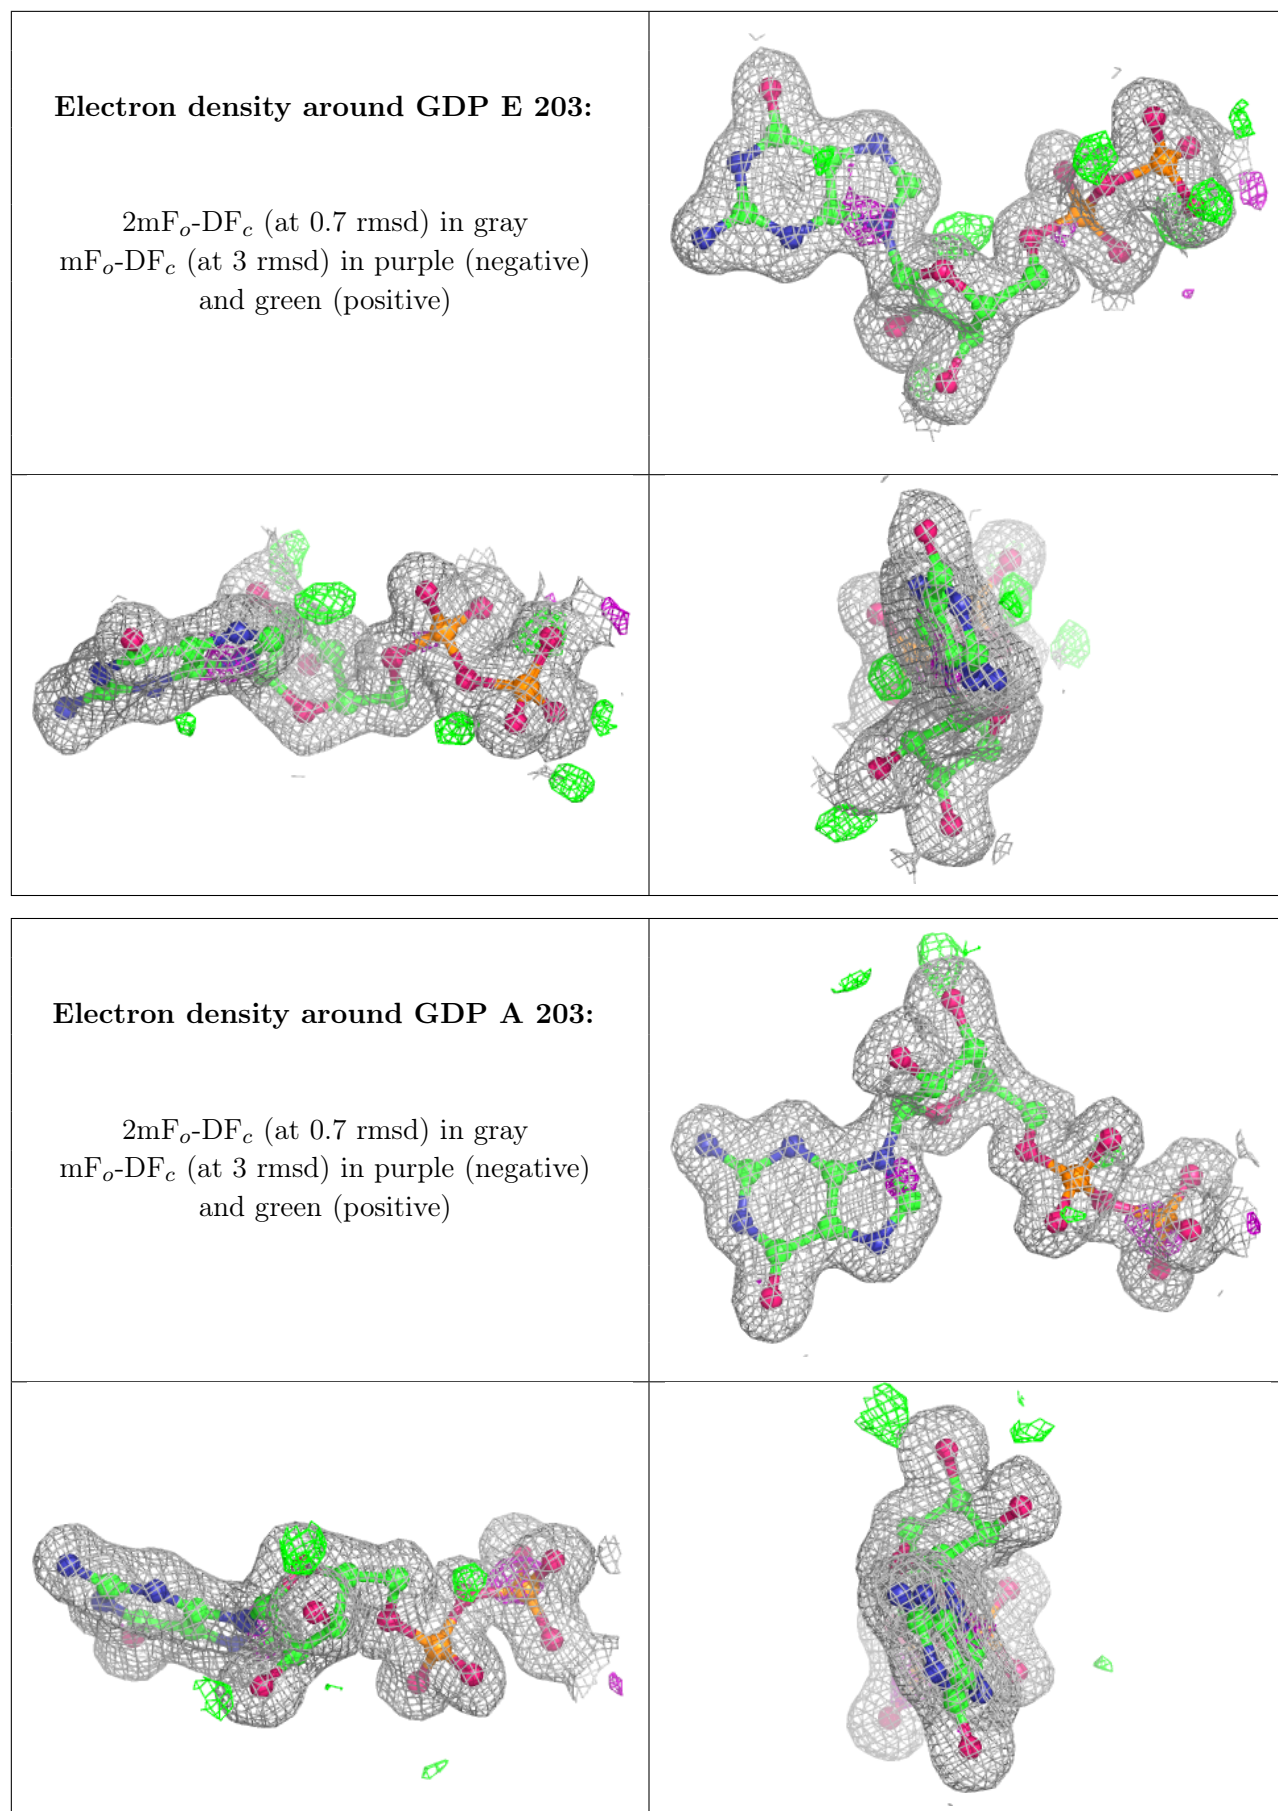 Electron density around GDP E 203:
2mFo-DFc (at 0.7 rmsd) in gray
mFo-DFc (at 3 rmsd) in purple (negative)
and green (positive)
Electron density around GDP A 203:
2mFo-DFc (at 0.7 rmsd) in gray
mFo-DFc (at 3 rmsd) in purple (negative)
and green (positive)